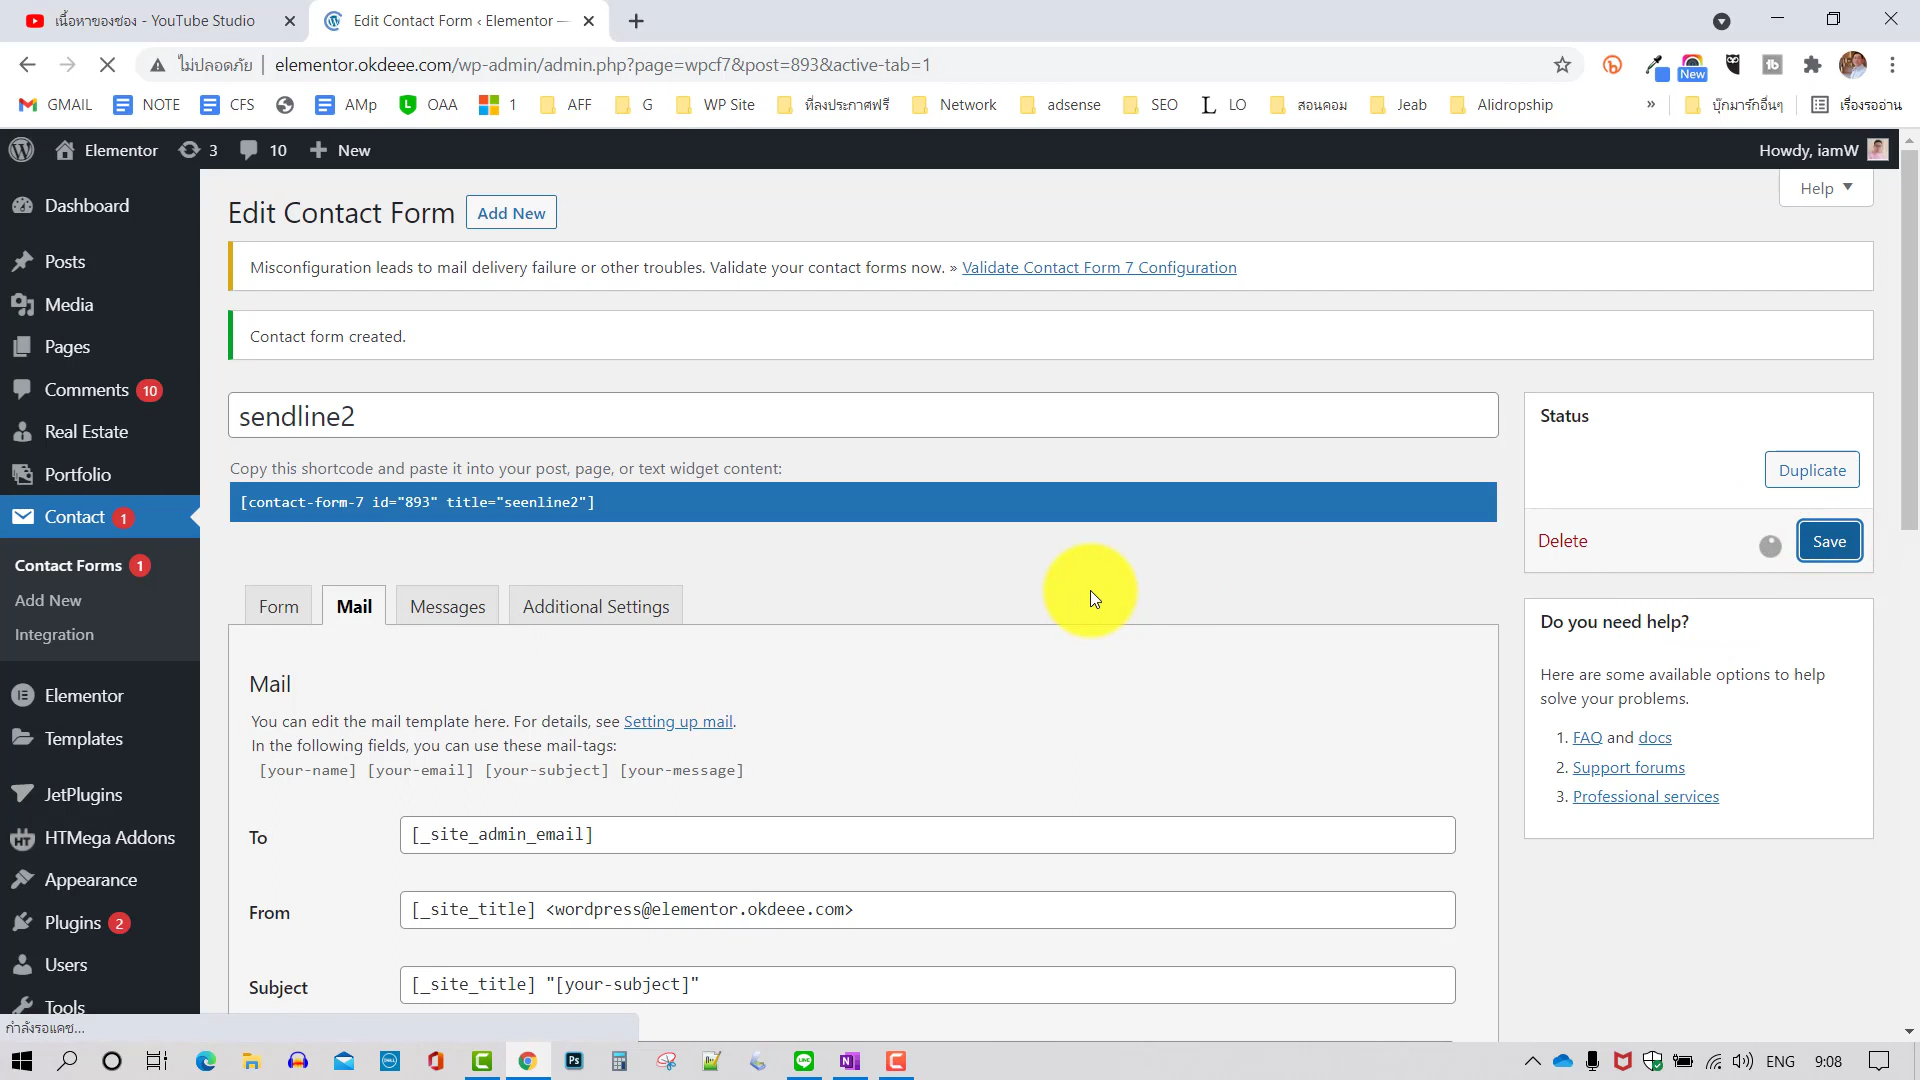 เนื้อหาของช่อง - YouTube Studio
Edit Contact Form ‹ Elementor —
ไม่ปลอดภัย
elementor.okdeee.com/wp-admin/admin.php?page=wpcf7&post=893&active-tab=1
New
GMAIL
NOTE
CFS
AMp
OAA
1
AFF
G
WP Site
ที่ลงประกาศฟรี
Network
adsense
SEO
LO
สอนคอม
Jeab
Alidropship
»
บุ๊กมาร์กอื่นๆ
เรื่องรออ่าน
Elementor
3
10
New
Howdy, iamW
Help
Dashboard
Posts
Media
Pages
Comments 10
Real Estate
Portfolio
Contact 1
Contact Forms 1
Add New
Integration
Elementor
Templates
JetPlugins
HTMega Addons
Appearance
Plugins 2
Users
Tools
กำลังรอแคช...
Edit Contact Form
Add New
Misconfiguration leads to mail delivery failure or other troubles. Validate your contact forms now. » Validate Contact Form 7 Configuration
Contact form created.
sendline2
Copy this shortcode and paste it into your post, page, or text widget content:
[contact-form-7 id="893" title="seenline2"]
Form
Mail
Messages
Additional Settings
Mail
You can edit the mail template here. For details, see Setting up mail.
In the following fields, you can use these mail-tags:
[your-name] [your-email] [your-subject] [your-message]
To
[_site_admin_email]
From
[_site_title] <wordpress@elementor.okdeee.com>
Subject
[_site_title] "[your-subject]"
Status
Duplicate
Delete
Save
Do you need help?
Here are some available options to help
solve your problems.
1. FAQ and docs
2. Support forums
3. Professional services
Ps
LINE
N
ENG
9:08